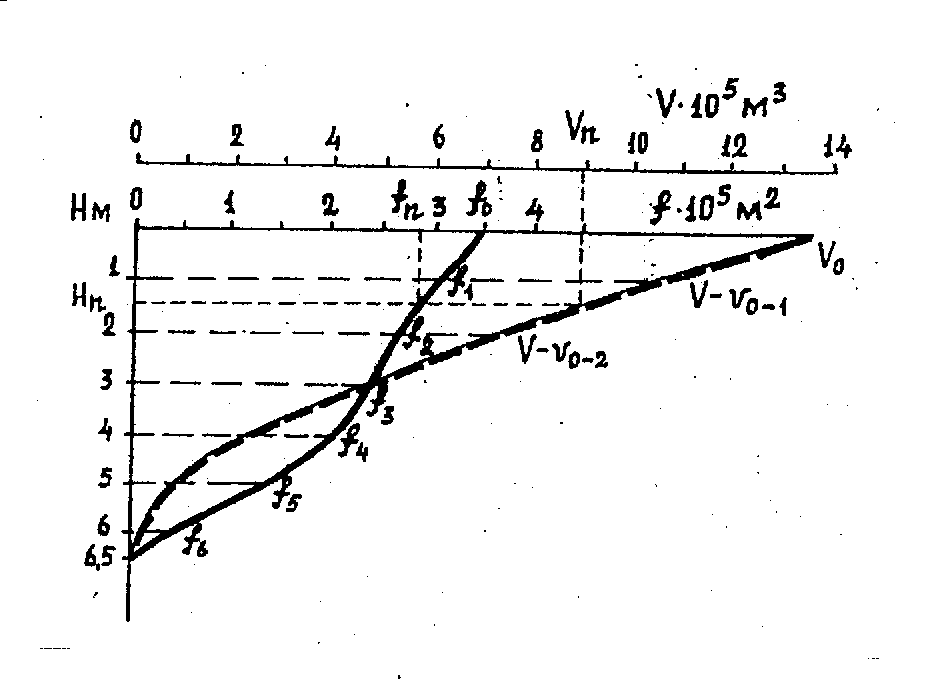 V·10⁵ м³
0 2 4 6 8 Vп 10 12 14
Hм 0 1 2 fп 3 f₀ 4 f·10⁵ м²
V₀
1 f₁
Hп V–v₀₋₁
2 f₂ V–v₀₋₂
3 f₃
4 f₄
5 f₅
6 f₆
6,5